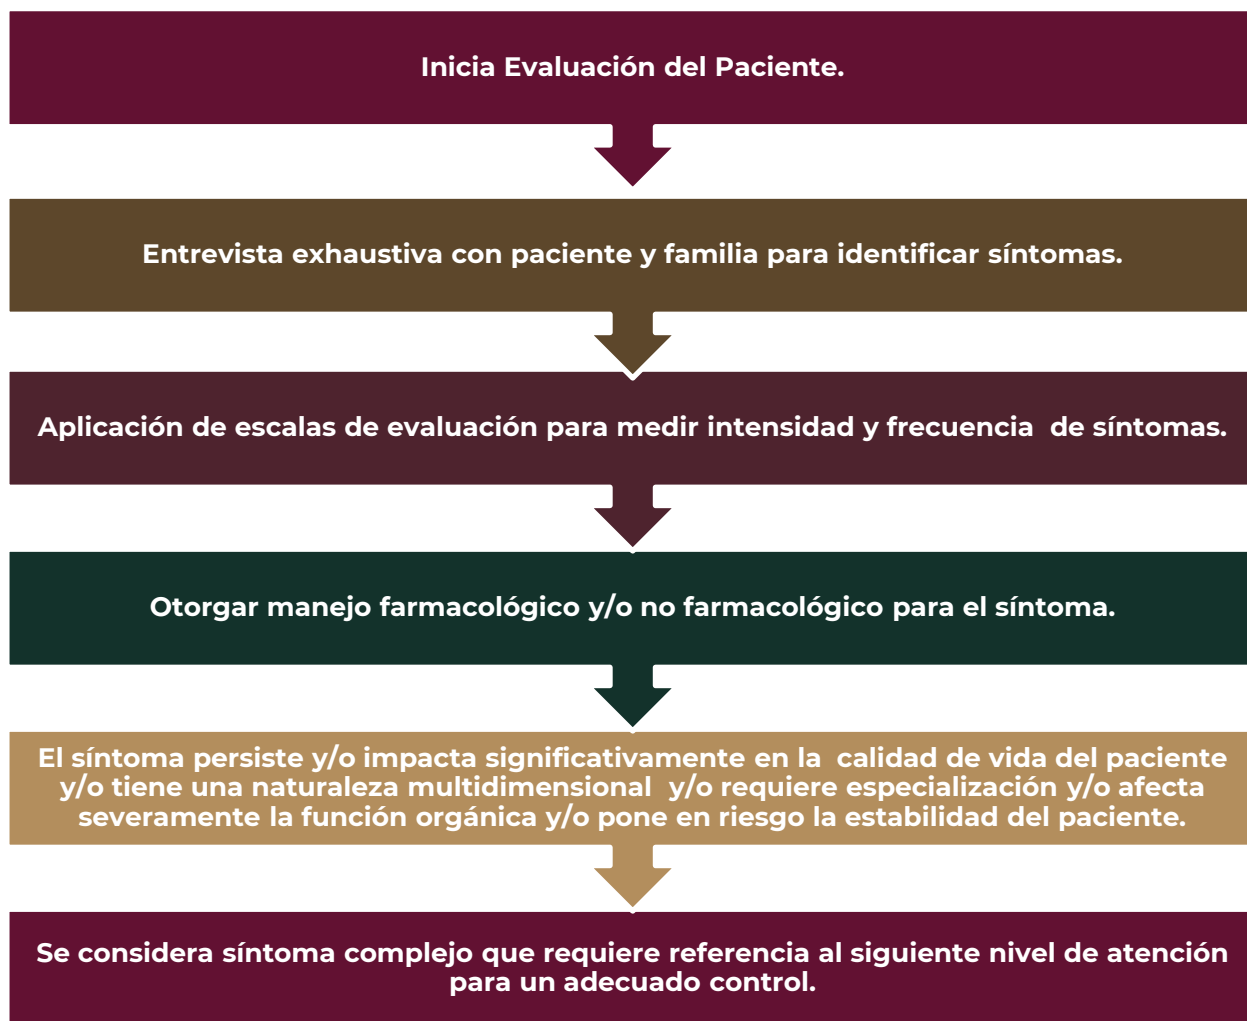 Inicia Evaluación del Paciente.
Entrevista exhaustiva con paciente y familia para identificar síntomas.
Aplicación de escalas de evaluación para medir intensidad y frecuencia  de síntomas.
Otorgar manejo farmacológico y/o no farmacológico para el síntoma.
El síntoma persiste y/o impacta significativamente en la  calidad de vida del paciente
y/o tiene una naturaleza multidimensional  y/o requiere especialización y/o afecta
severamente la función orgánica y/o pone en riesgo la estabilidad del paciente.
Se considera síntoma complejo que requiere referencia al siguiente nivel de atención
para un adecuado control.